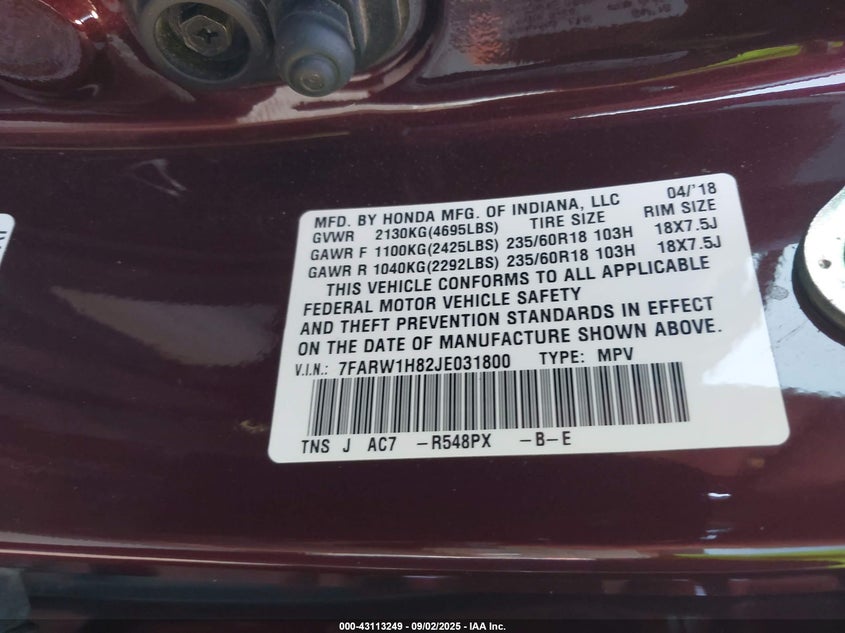 MFD. BY HONDA MFG. OF INDIANA, LLC 04/'18
GVWR 2130KG(4695LBS) TIRE SIZE RIM SIZE
GAWR F 1100KG(2425LBS) 235/60R18 103H 18X7.5J
GAWR R 1040KG(2292LBS) 235/60R18 103H 18X7.5J
THIS VEHICLE CONFORMS TO ALL APPLICABLE
FEDERAL MOTOR VEHICLE SAFETY
AND THEFT PREVENTION STANDARDS IN EFFECT
ON THE DATE OF MANUFACTURE SHOWN ABOVE.
V.I.N.: 7FARW1H82JE031800 TYPE: MPV
TNS J AC7 -R548PX -B-E
000-43113249 - 09/02/2025 - IAA Inc.